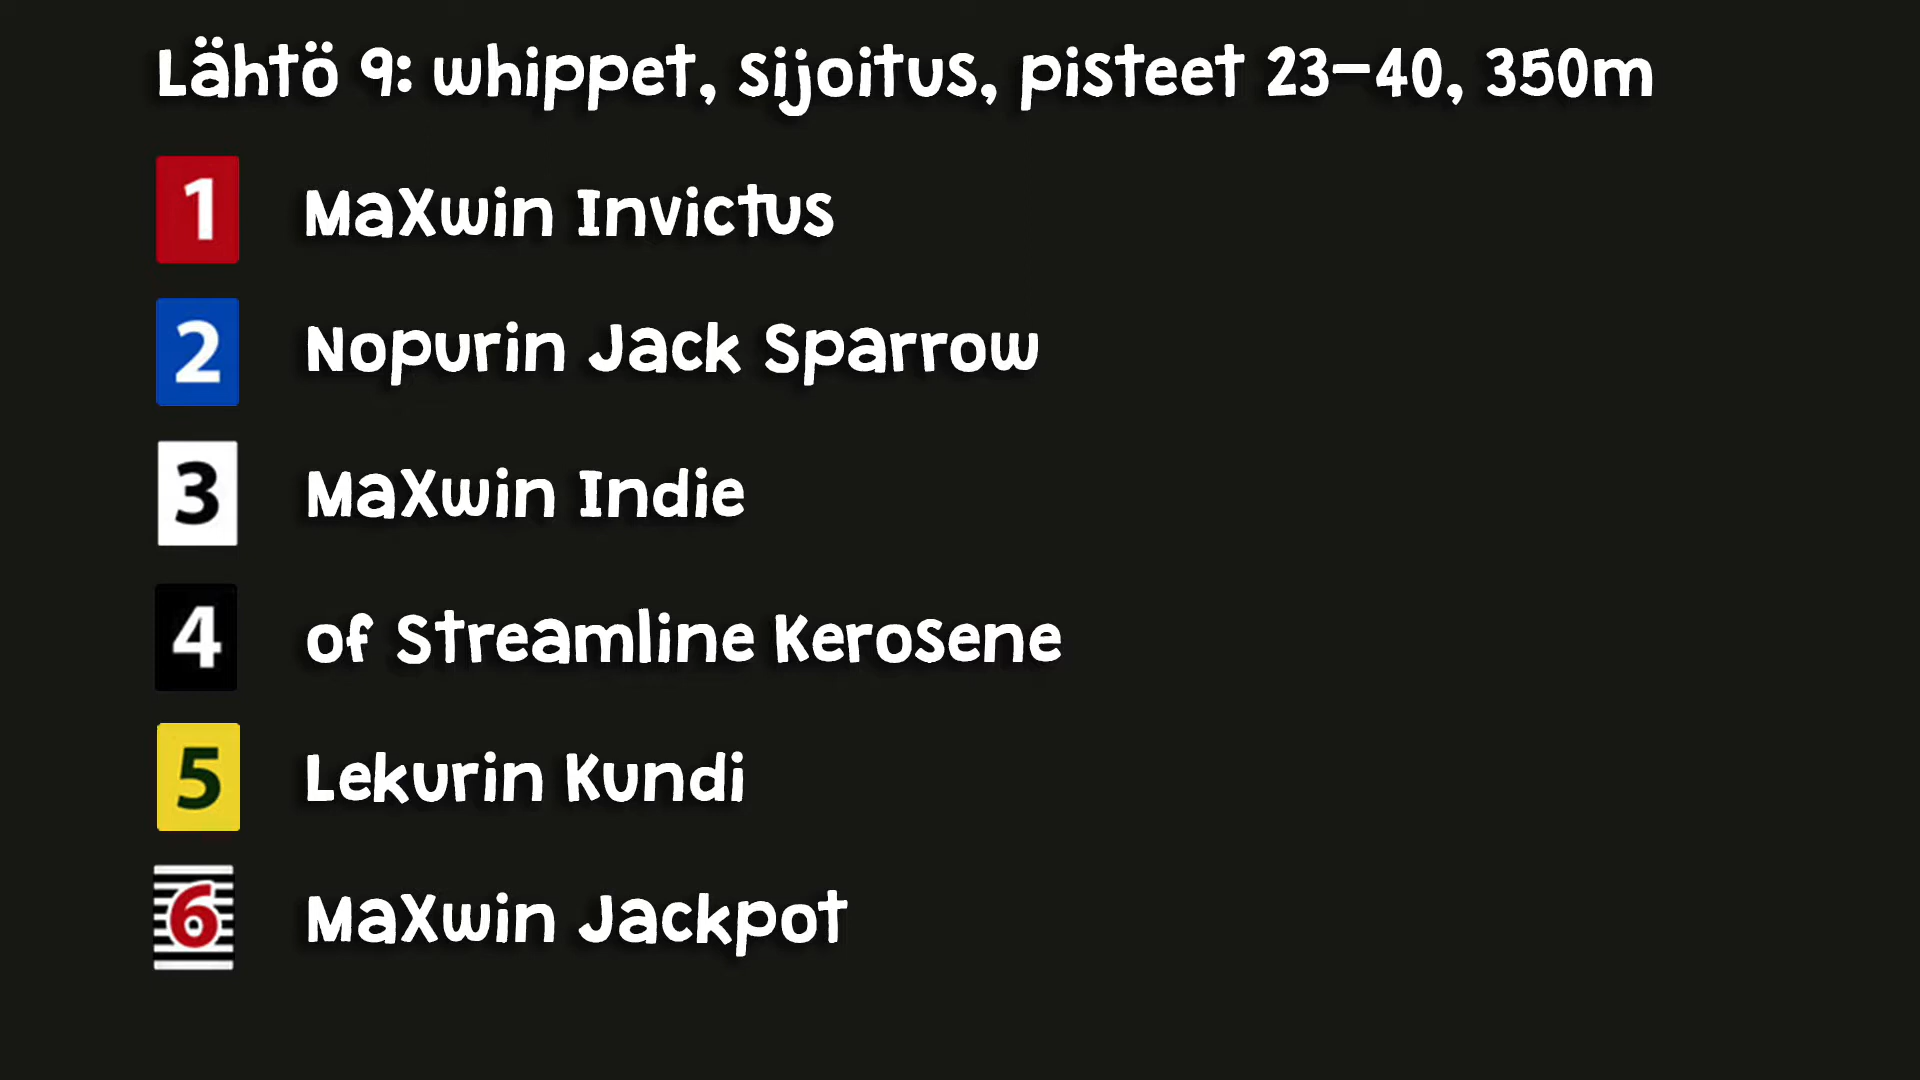 Lähtö 9: whippet, sijoitus, pisteet 23-40, 350m
1 MaXwin Invictus
2 Nopurin Jack Sparrow
3 MaXwin Indie
4 of Streamline Kerosene
5 Lekurin Kundi
6 MaXwin Jackpot